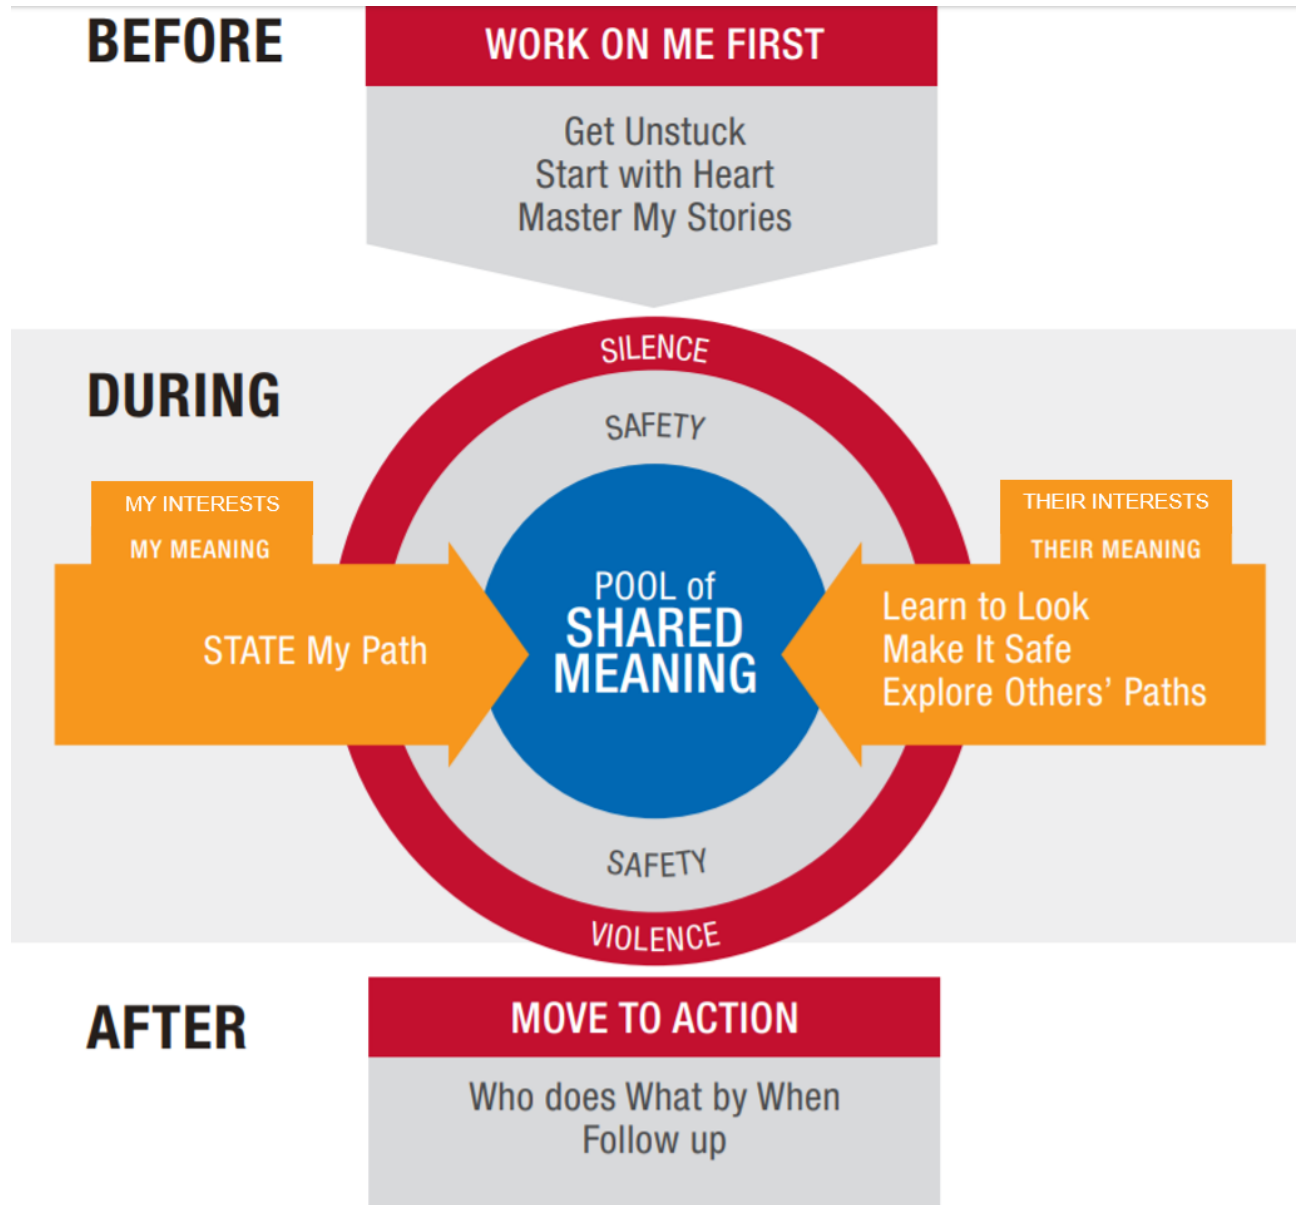 BEFORE
WORK ON ME FIRST
Get Unstuck
Start with Heart
Master My Stories
DURING
SILENCE
SAFETY
MY INTERESTS
MY MEANING
STATE My Path
POOL of
SHARED
MEANING
THEIR INTERESTS
THEIR MEANING
Learn to Look
Make It Safe
Explore Others’ Paths
SAFETY
VIOLENCE
AFTER
MOVE TO ACTION
Who does What by When
Follow up